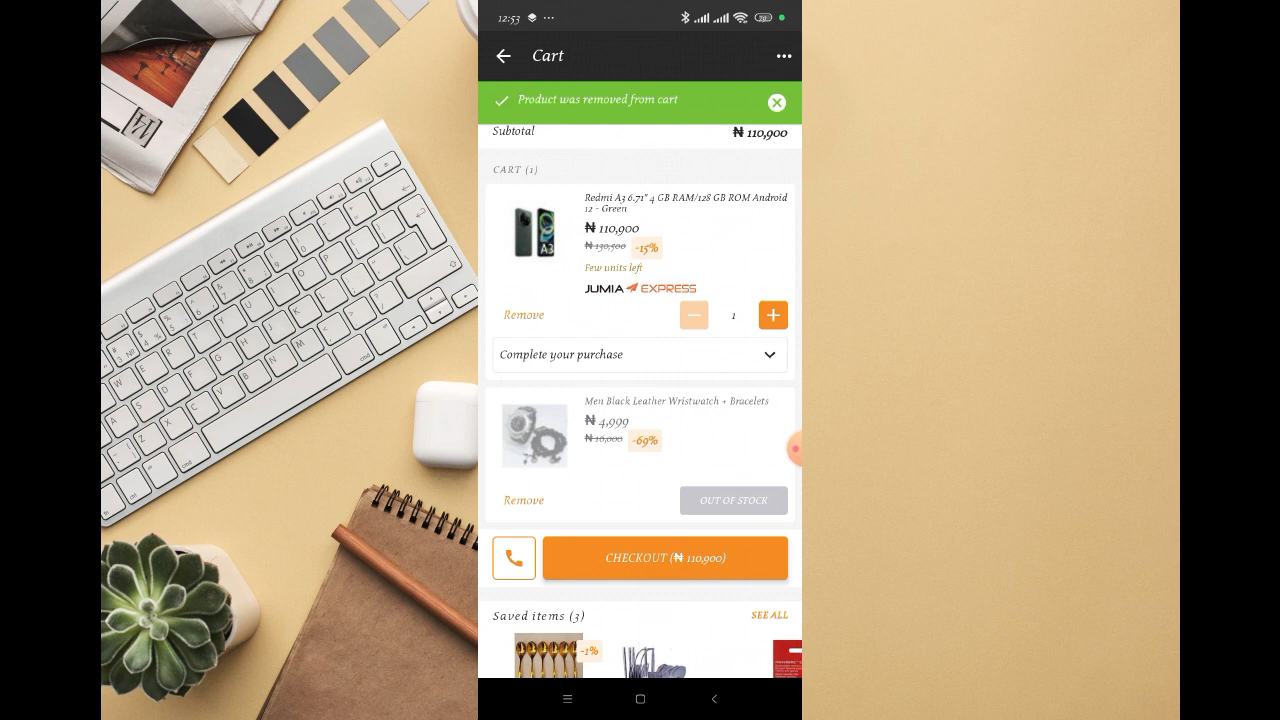 12:53
Cart
Product was removed from cart
Subtotal
₦ 110,900
CART (1)
Redmi A3 6.71" 4 GB RAM/128 GB ROM Android
12 - Green
₦ 110,900
₦ 130,500 -15%
Few units left
JUMIA EXPRESS
Remove
1
Complete your purchase
Men Black Leather Wristwatch + Bracelets
₦ 4,999
₦ 16,000 -69%
Remove
OUT OF STOCK
CHECKOUT (₦ 110,900)
Saved items (3)
SEE ALL
-1%